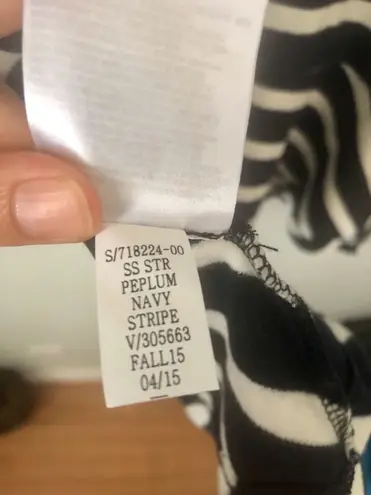 S/718224-00
SS STR
PEPLUM
NAVY
STRIPE
V/305663
FALL15
04/15